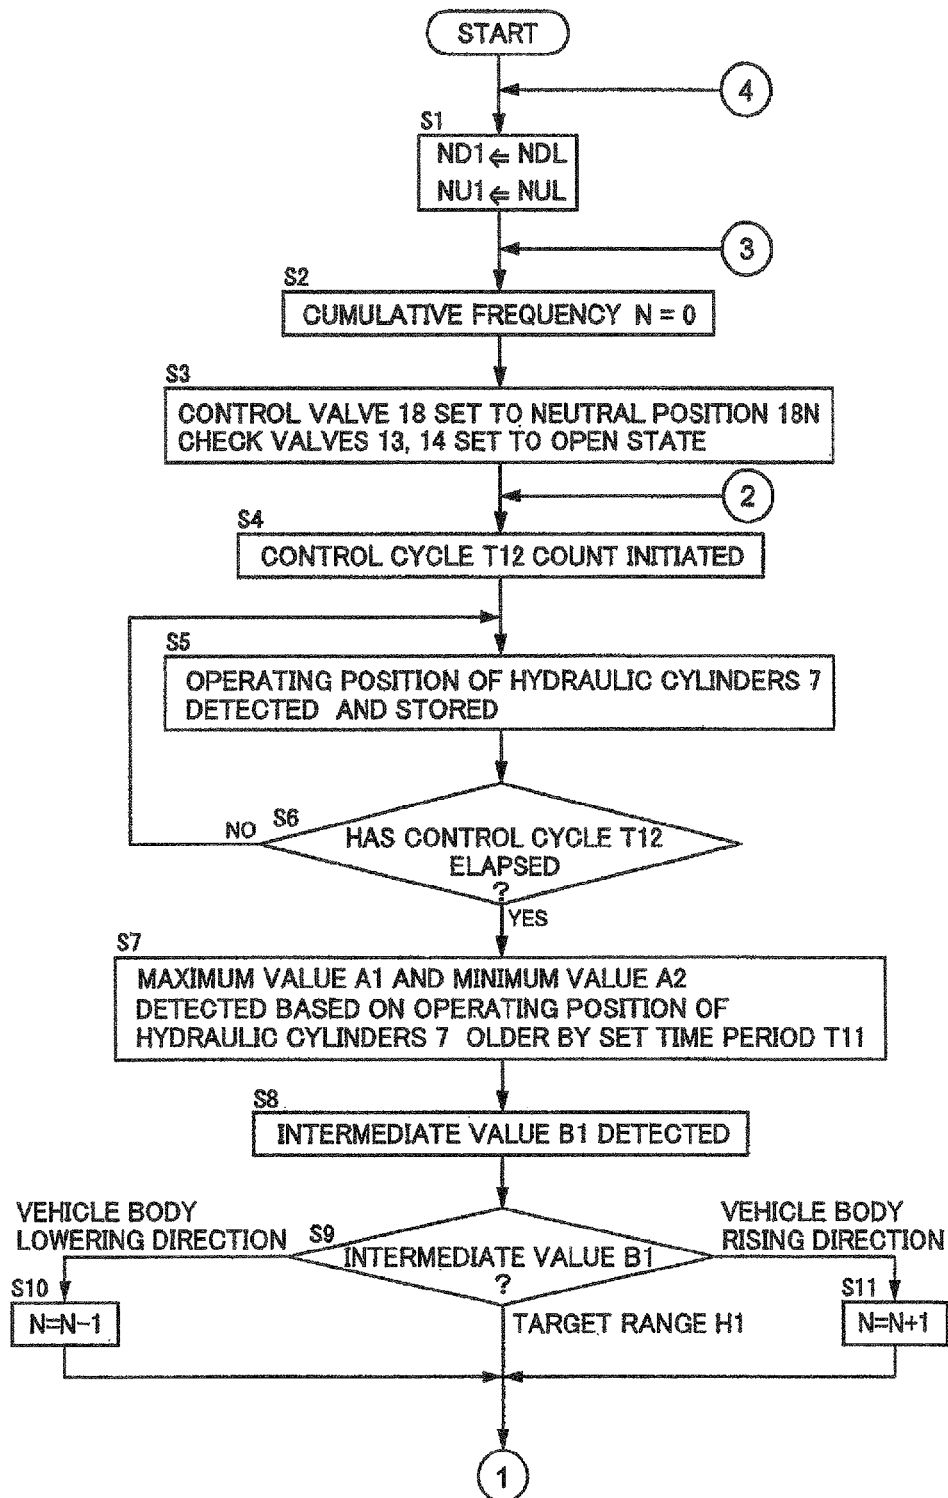 START
4
S1
ND1⇐NDL
NU1⇐NUL
3
S2
CUMULATIVE FREQUENCY N = 0
S3
CONTROL VALVE 18 SET TO NEUTRAL POSITION 18N
CHECK VALVES 13, 14 SET TO OPEN STATE
2
S4
CONTROL CYCLE T12 COUNT INITIATED
S5
OPERATING POSITION OF HYDRAULIC CYLINDERS 7
DETECTED AND STORED
S6
NO
HAS CONTROL CYCLE T12
ELAPSED
?
YES
S7
MAXIMUM VALUE A1 AND MINIMUM VALUE A2
DETECTED BASED ON OPERATING POSITION OF
HYDRAULIC CYLINDERS 7 OLDER BY SET TIME PERIOD T11
S8
INTERMEDIATE VALUE B1 DETECTED
VEHICLE BODY
LOWERING DIRECTION
S9
INTERMEDIATE VALUE B1
?
VEHICLE BODY
RISING DIRECTION
S10
N=N-1
TARGET RANGE H1
S11
N=N+1
1